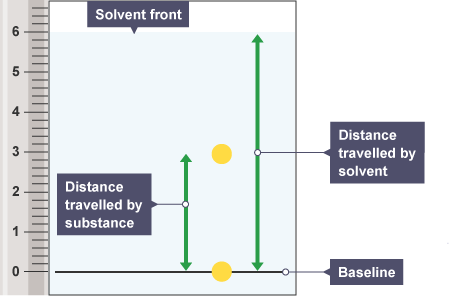 Solvent front
6
5
4
3
2
1
0
Distance
travelled by
substance
Distance
travelled by
solvent
Baseline